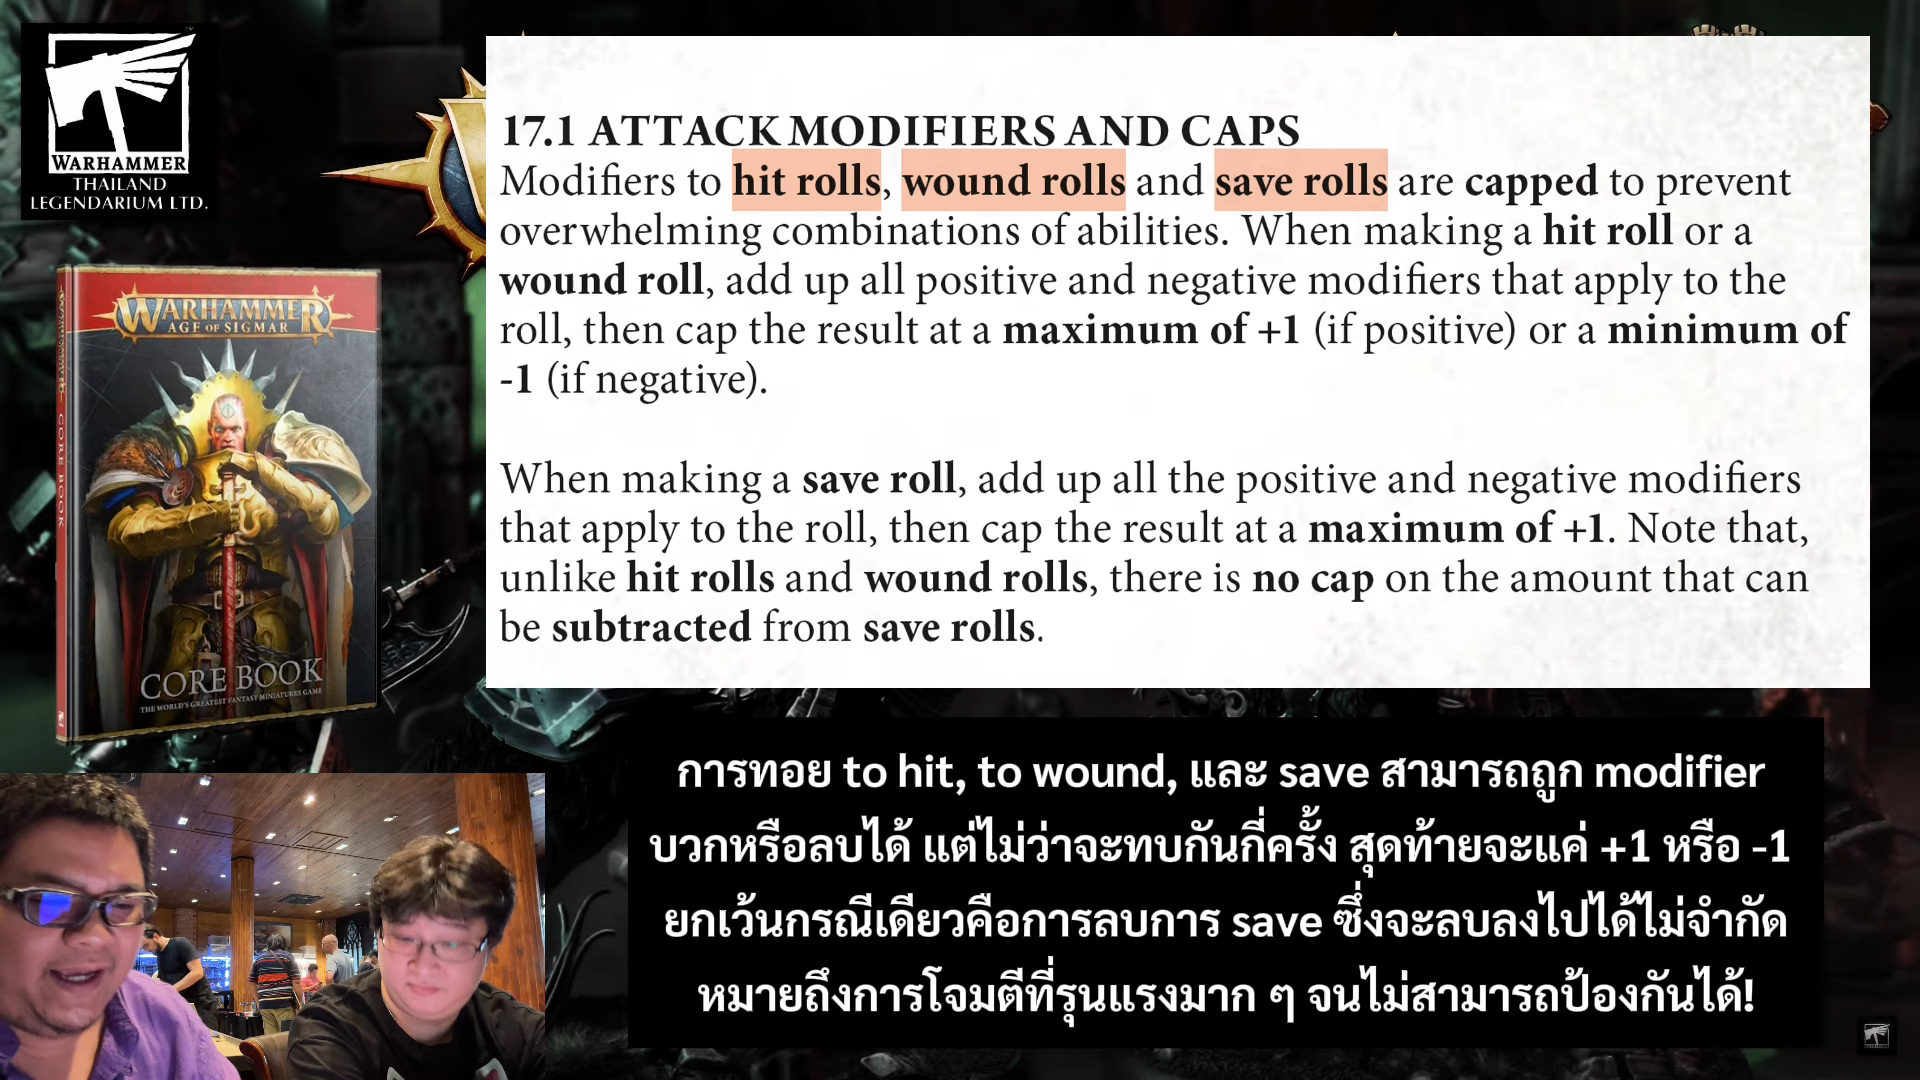 WARHAMMER
THAILAND
LEGENDARIUM LTD.
17.1 ATTACK MODIFIERS AND CAPS
Modifiers to hit rolls, wound rolls and save rolls are capped to prevent
overwhelming combinations of abilities. When making a hit roll or a
wound roll, add up all positive and negative modifiers that apply to the
roll, then cap the result at a maximum of +1 (if positive) or a minimum of
-1 (if negative).
When making a save roll, add up all the positive and negative modifiers
that apply to the roll, then cap the result at a maximum of +1. Note that,
unlike hit rolls and wound rolls, there is no cap on the amount that can
be subtracted from save rolls.
WARHAMMER
AGE OF SIGMAR
CORE BOOK
CORE BOOK
THE WORLD'S GREATEST FANTASY MINIATURES GAME
การทอย to hit, to wound, และ save สามารถถูก modifier
บวกหรือลบได้ แต่ไม่ว่าจะทบกันกี่ครั้ง สุดท้ายจะแค่ +1 หรือ -1
ยกเว้นกรณีเดียวคือการลบการ save ซึ่งจะลบลงไปได้ไม่จำกัด
หมายถึงการโจมตีที่รุนแรงมาก ๆ จนไม่สามารถป้องกันได้!